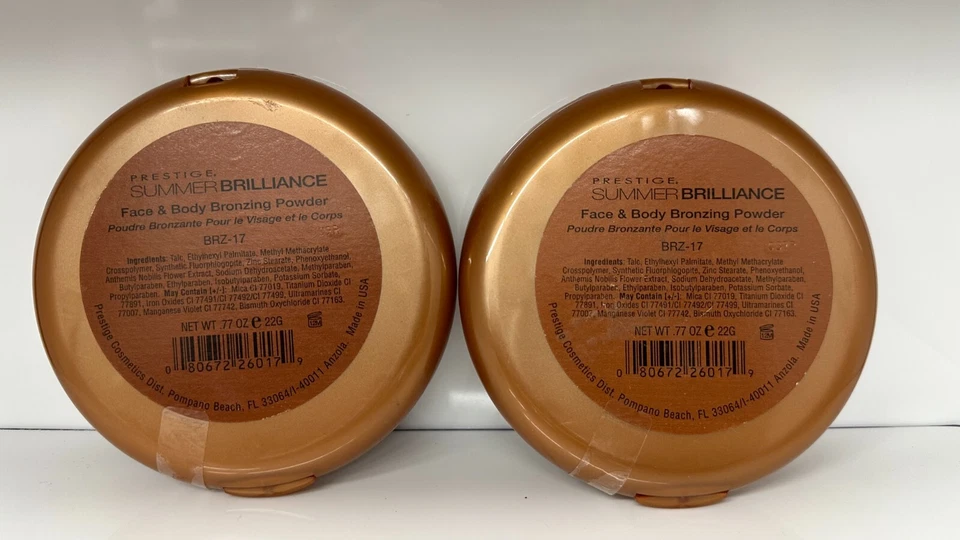 PRESTIGE
SUMMER BRILLIANCE
Face & Body Bronzing Powder
Poudre Bronzante Pour le Visage et le Corps
BRZ-17
Ingredients: Talc, Ethylhexyl Palmitate, Methyl Methacrylate
Crosspolymer, Synthetic Fluorphlogopite, Zinc Stearate, Phenoxyethanol,
Anthemis Nobilis Flower Extract, Sodium Dehydroacetate, Methylparaben,
Butylparaben, Ethylparaben, Isobutylparaben, Potassium Sorbate,
Propylparaben. May Contain [+/-]: Mica CI 77019, Titanium Dioxide CI
77891, Iron Oxides CI 77491/CI 77492/CI 77499, Ultramarines CI
77007, Manganese Violet CI 77742, Bismuth Oxychloride CI 77163.
NET WT .77 OZ e 22G
12M
0 80672 26017 9
Prestige Cosmetics Dist. Pompano Beach, FL 33064/I-40011 Anzola. Made in USA
PRESTIGE
SUMMER BRILLIANCE
Face & Body Bronzing Powder
Poudre Bronzante Pour le Visage et le Corps
BRZ-17
Ingredients: Talc, Ethylhexyl Palmitate, Methyl Methacrylate
Crosspolymer, Synthetic Fluorphlogopite, Zinc Stearate, Phenoxyethanol,
Anthemis Nobilis Flower Extract, Sodium Dehydroacetate, Methylparaben,
Butylparaben, Ethylparaben, Isobutylparaben, Potassium Sorbate,
Propylparaben. May Contain [+/-]: Mica CI 77019, Titanium Dioxide CI
77891, Iron Oxides CI 77491/CI 77492/CI 77499, Ultramarines CI
77007, Manganese Violet CI 77742, Bismuth Oxychloride CI 77163.
NET WT .77 OZ e 22G
12M
0 80672 26017 9
Prestige Cosmetics Dist. Pompano Beach, FL 33064/I-40011 Anzola. Made in USA